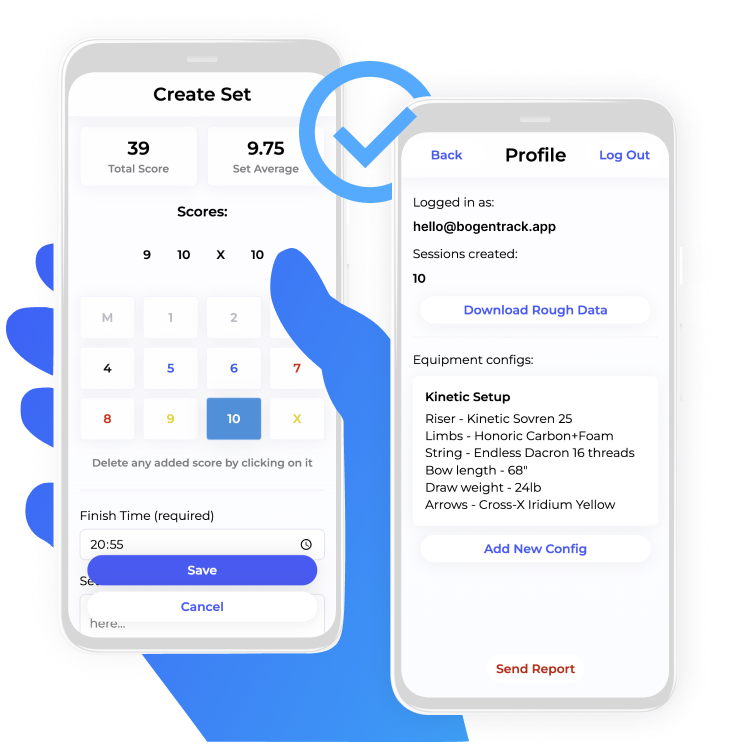 Create Set
39
Total Score
9.75
Set Average
Scores:
9 10 X 10
M 1 2
4 5 6 7
8 9 10 X
Delete any added score by clicking on it
Finish Time (required)
20:55
Save
Cancel
here...
Back
Profile
Log Out
Logged in as:
hello@bogentrack.app
Sessions created:
10
Download Rough Data
Equipment configs:
Kinetic Setup
Riser - Kinetic Sovren 25
Limbs - Honoric Carbon+Foam
String - Endless Dacron 16 threads
Bow length - 68"
Draw weight - 24lb
Arrows - Cross-X Iridium Yellow
Add New Config
Send Report